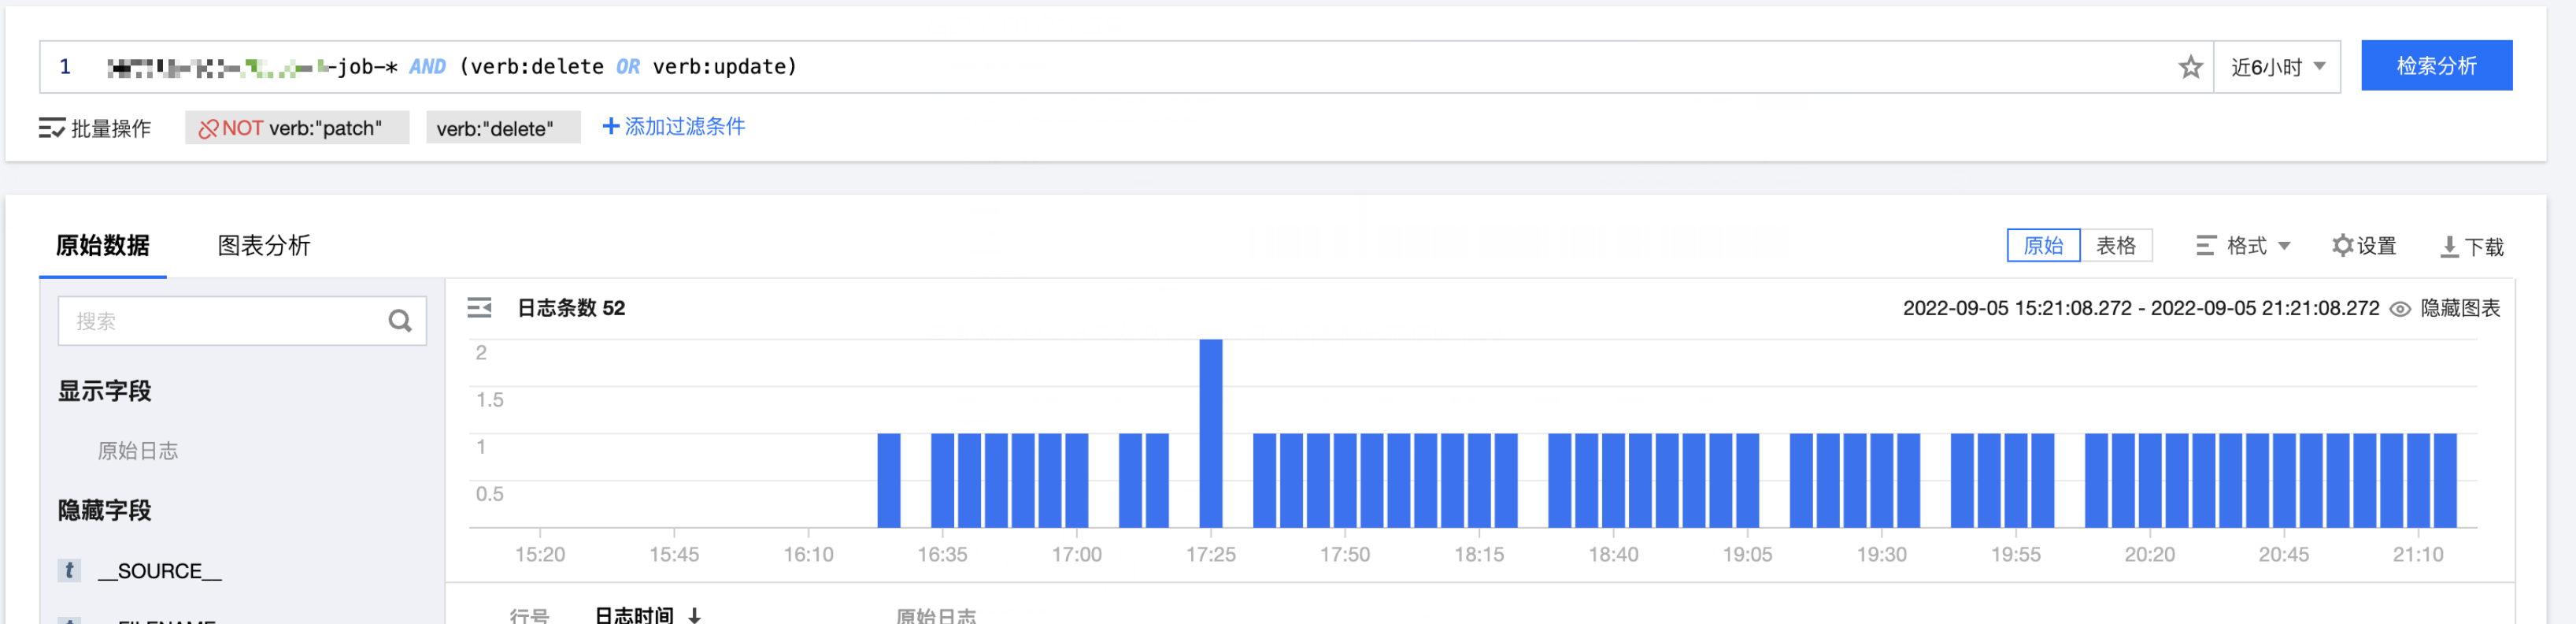 1 -job-* AND (verb:delete OR verb:update) 近6小时 检索分析
批量操作 NOT verb:"patch" verb:"delete" 添加过滤条件
原始数据 图表分析 原始 表格 格式 设置 下载
搜索
显示字段
原始日志
隐藏字段
t __SOURCE__
日志条数 52 2022-09-05 15:21:08.272 - 2022-09-05 21:21:08.272 隐藏图表
2
1.5
1
0.5
15:20 15:45 16:10 16:35 17:00 17:25 17:50 18:15 18:40 19:05 19:30 19:55 20:20 20:45 21:10
行号 日志时间 原始日志